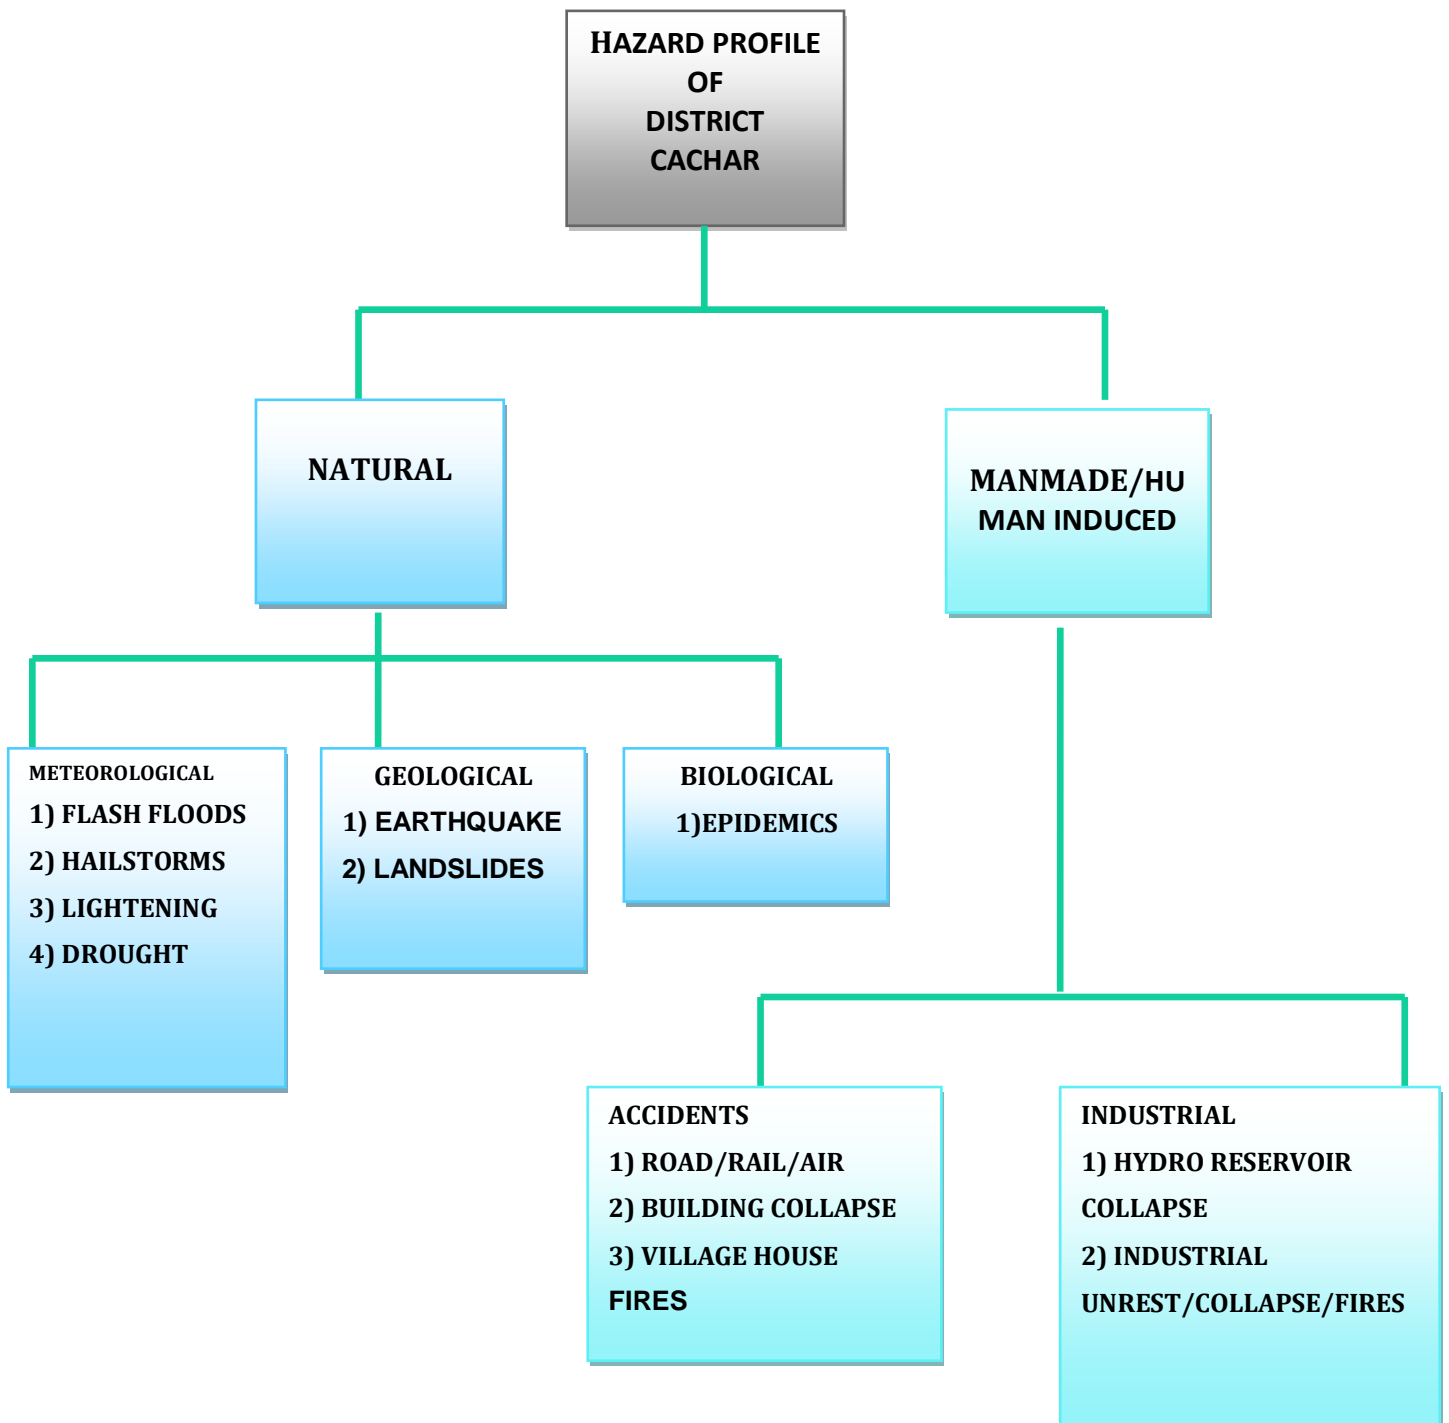 HAZARD PROFILE
OF
DISTRICT
CACHAR
NATURAL
MANMADE/HU
MAN INDUCED
METEOROLOGICAL
1) FLASH FLOODS
2) HAILSTORMS
3) LIGHTENING
4) DROUGHT
GEOLOGICAL
1) EARTHQUAKE
2) LANDSLIDES
BIOLOGICAL
1)EPIDEMICS
ACCIDENTS
1) ROAD/RAIL/AIR
2) BUILDING COLLAPSE
3) VILLAGE HOUSE
FIRES
INDUSTRIAL
1) HYDRO RESERVOIR
COLLAPSE
2) INDUSTRIAL
UNREST/COLLAPSE/FIRES